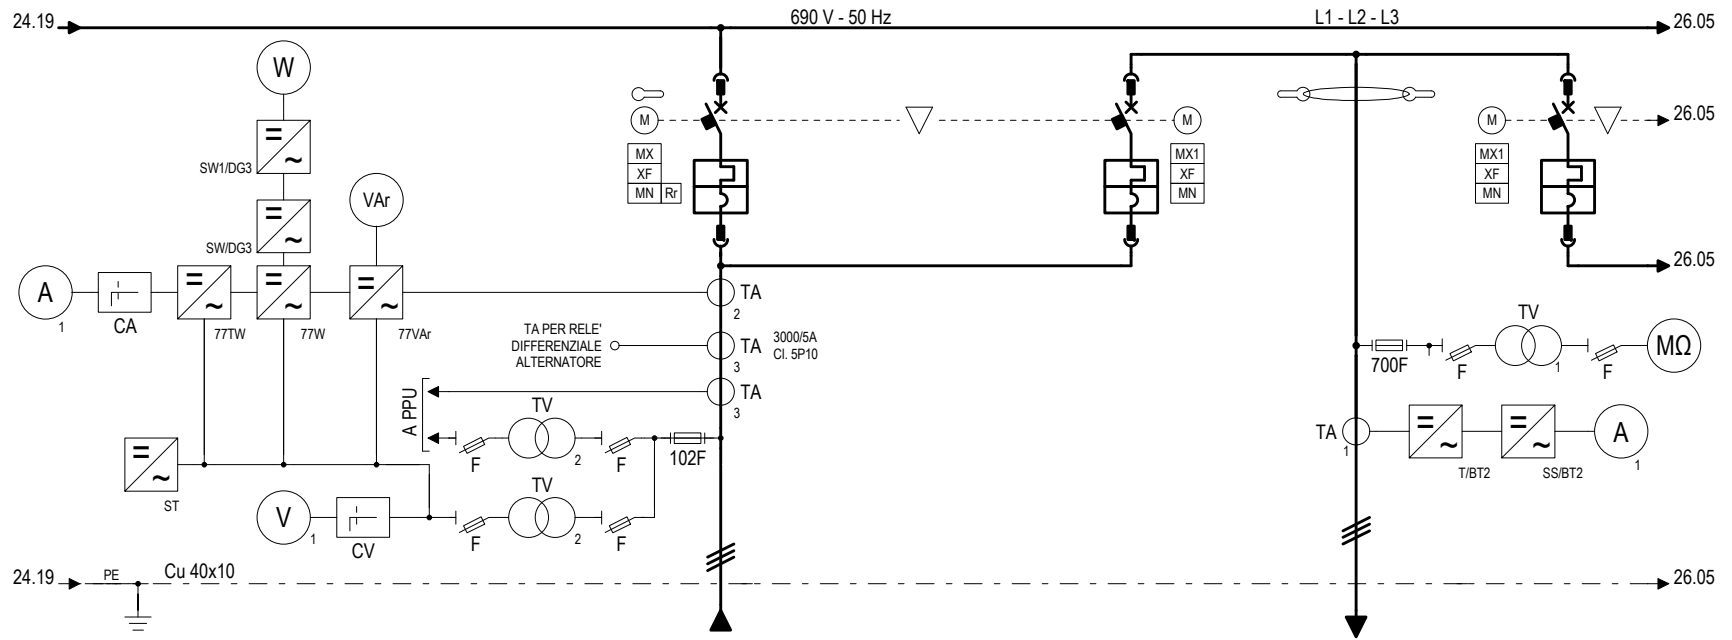 24.19
690 V - 50 Hz
L1 - L2 - L3
26.05
W
SW1/DG3
M
M
M
26.05
MX
XF
MN
Rr
MX1
XF
MN
MX1
XF
MN
VAr
SW/DG3
A
1
CA
77TW
77W
77VAr
TA
2
26.05
TA PER RELE'
DIFFERENZIALE
ALTERNATORE
TA
3
3000/5A
Cl. 5P10
TV
1
700F
F
F
MΩ
A PPU
TA
3
TV
2
F
F
102F
TA
1
T/BT2
SS/BT2
A
1
ST
V
1
CV
F
TV
2
F
24.19
PE
Cu 40x10
26.05